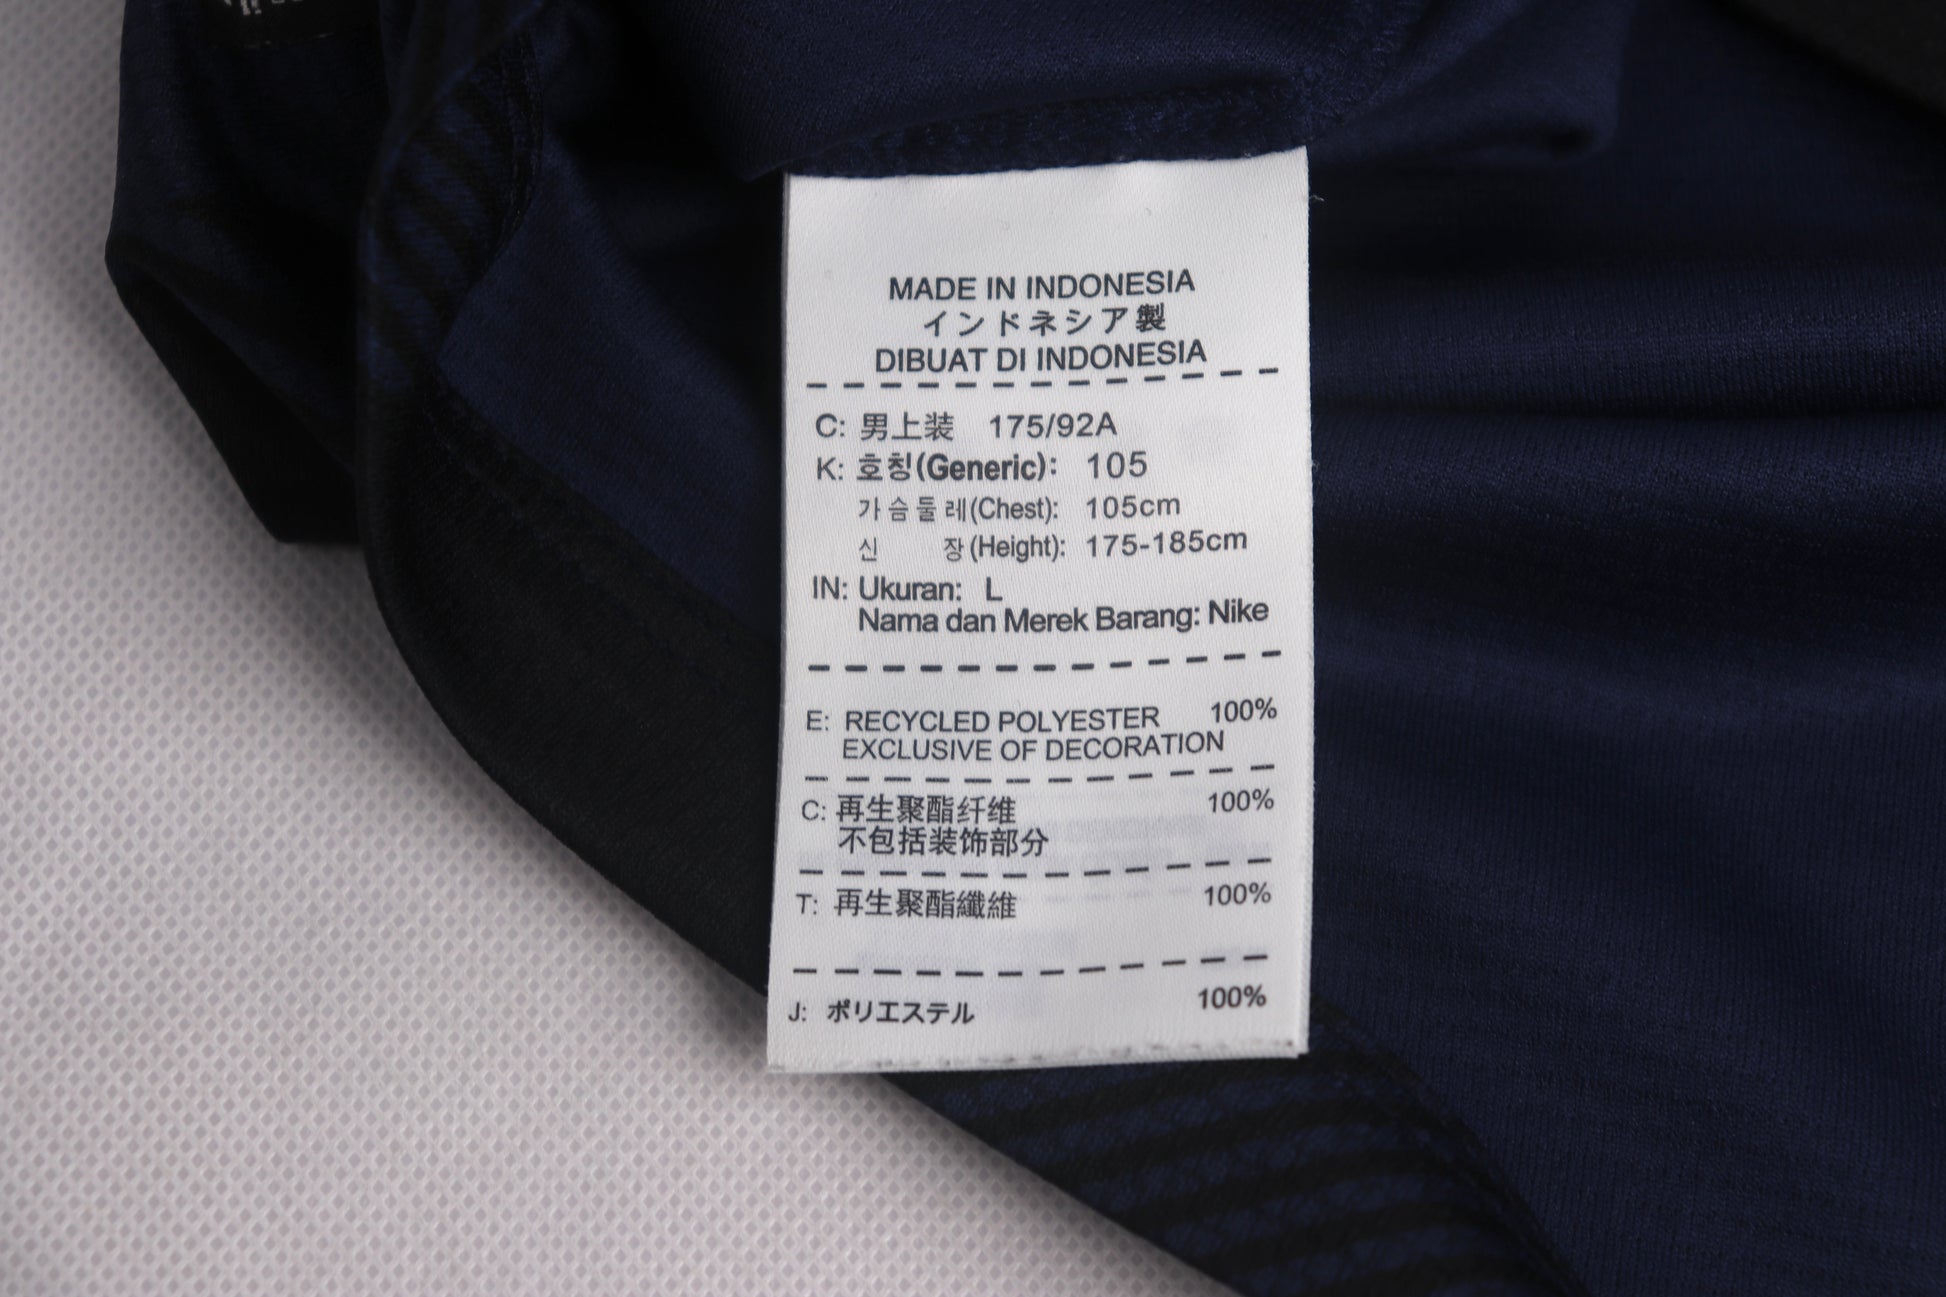 MADE IN INDONESIA
インドネシア製
DIBUAT DI INDONESIA
C: 男上装 175/92A
K: 호칭(Generic): 105
가슴둘레(Chest): 105cm
신 장(Height): 175-185cm
IN: Ukuran: L
Nama dan Merek Barang: Nike
E: RECYCLED POLYESTER 100%
EXCLUSIVE OF DECORATION
C: 再生聚酯纤维 100%
不包括装饰部分
T: 再生聚酯纖維 100%
J: ポリエステル 100%